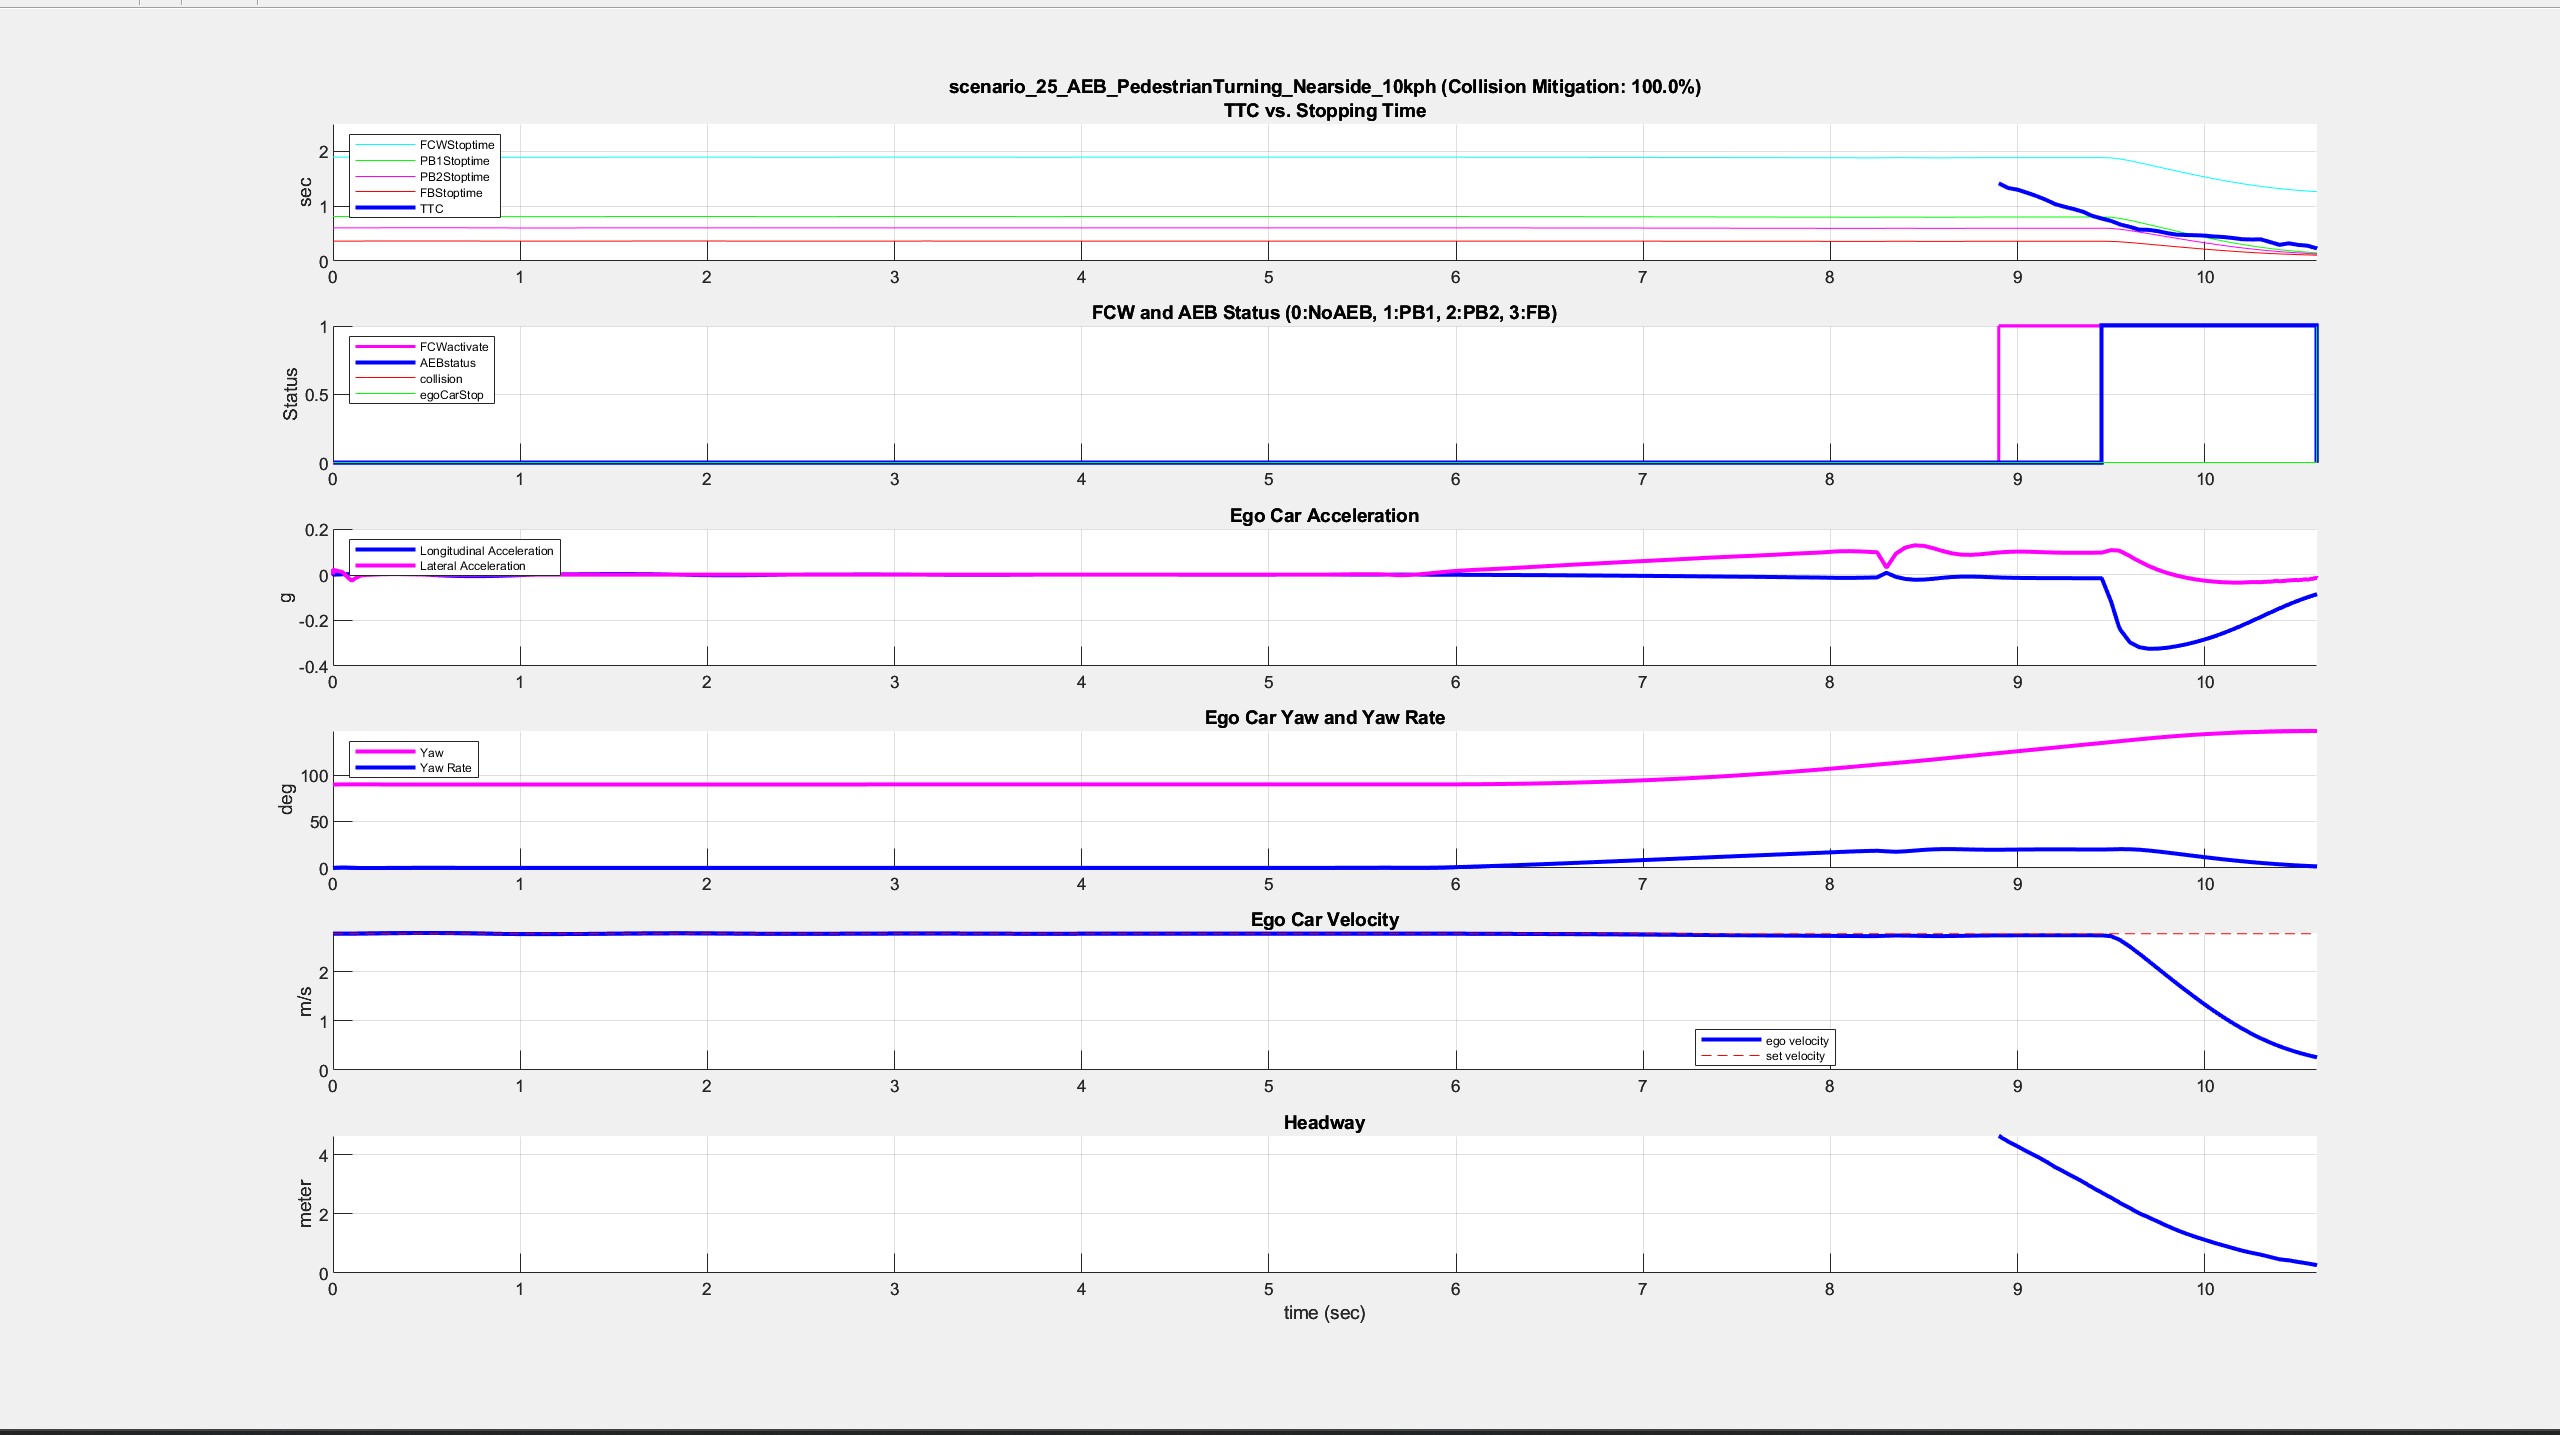 scenario_25_AEB_PedestrianTurning_Nearside_10kph (Collision Mitigation: 100.0%)
TTC vs. Stopping Time
sec
2
1
0
FCWStoptime
PB1Stoptime
PB2Stoptime
FBStoptime
TTC
0 1 2 3 4 5 6 7 8 9 10
FCW and AEB Status (0:NoAEB, 1:PB1, 2:PB2, 3:FB)
Status
1
0.5
0
FCWactivate
AEBstatus
collision
egoCarStop
0 1 2 3 4 5 6 7 8 9 10
Ego Car Acceleration
g
0.2
0
-0.2
-0.4
Longitudinal Acceleration
Lateral Acceleration
0 1 2 3 4 5 6 7 8 9 10
Ego Car Yaw and Yaw Rate
deg
100
50
0
Yaw
Yaw Rate
0 1 2 3 4 5 6 7 8 9 10
Ego Car Velocity
m/s
2
1
0
ego velocity
set velocity
0 1 2 3 4 5 6 7 8 9 10
Headway
meter
4
2
0
0 1 2 3 4 5 6 7 8 9 10
time (sec)